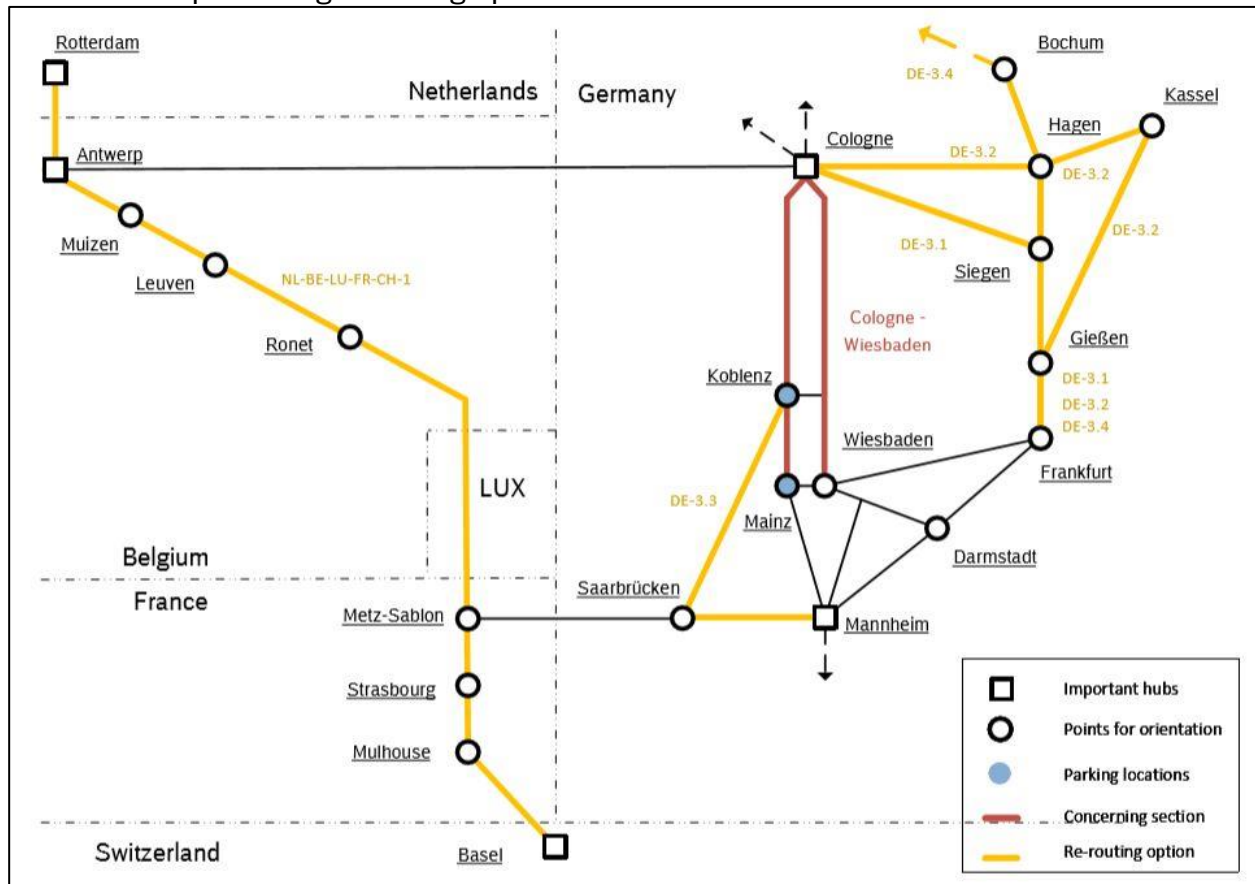 Rotterdam
Bochum
DE-3.4
Netherlands
Germany
Kassel
Hagen
Antwerp
Cologne
DE-3.2
DE-3.2
Muizen
DE-3.1
DE-3.2
Leuven
NL-BE-LU-FR-CH-1
Siegen
Ronet
Cologne -
Wiesbaden
Gießen
Koblenz
DE-3.1
DE-3.2
DE-3.4
Wiesbaden
Frankfurt
LUX
DE-3.3
Mainz
Belgium
Darmstadt
France
Saarbrücken
Metz-Sablon
Mannheim
Strasbourg
Important hubs
Points for orientation
Mulhouse
Parking locations
Concerning section
Switzerland
Basel
Re-routing option